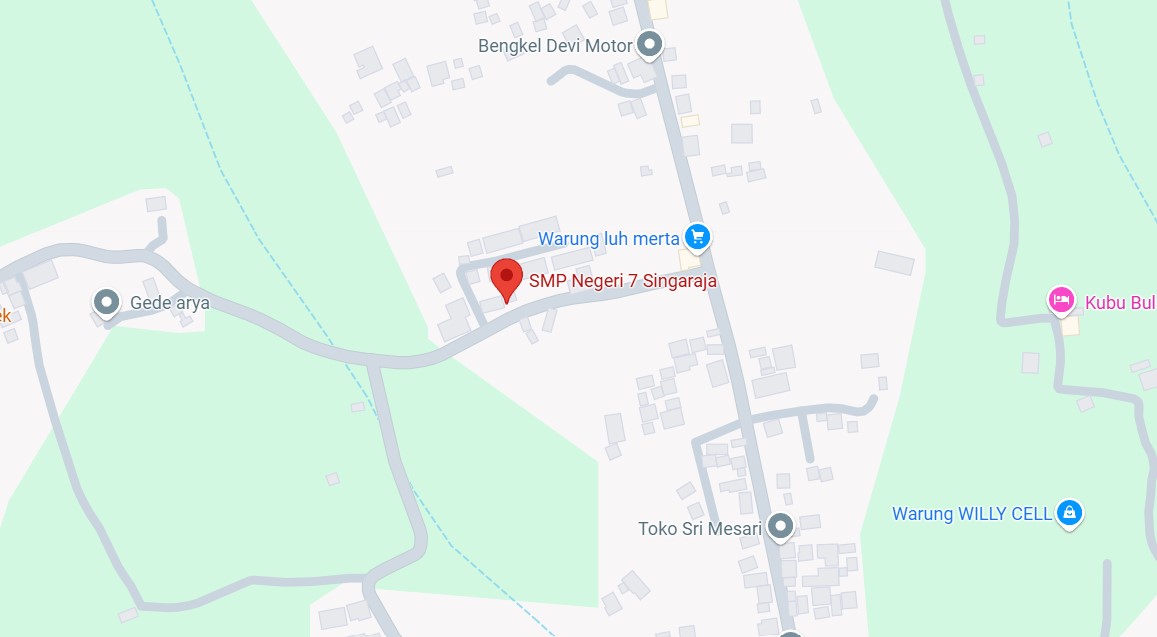 Bengkel Devi Motor
Warung luh merta
SMP Negeri 7 Singaraja
Gede arya
Kubu Bul
ek
Warung WILLY CELL
Toko Sri Mesari